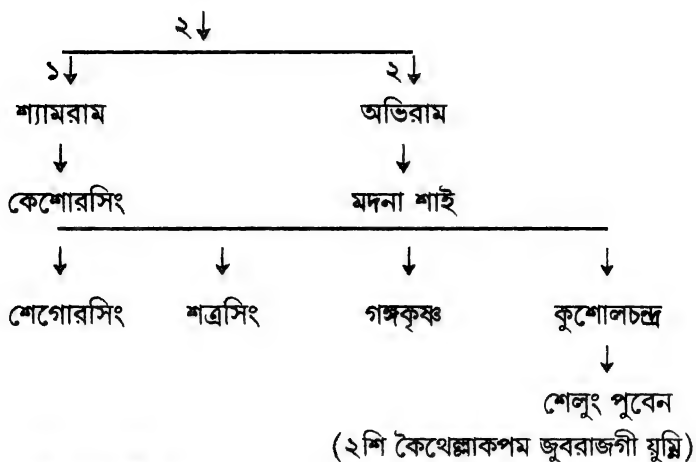 ২↓
১↓ ২↓
শ্যামরাম অভিরাম
↓ ↓
কেশোরসিং মদনা শাই
↓ ↓ ↓ ↓
শেগোরসিং শত্রসিং গঙ্গকৃষ্ণ কুশোলচন্দ্র
↓
শেলুং পুবেন
(২শি কৈথেল্লাকপম জুবরাজগী য়ুম্নি)